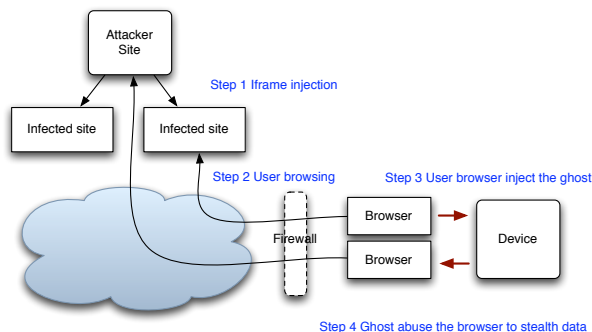 Attacker
Site
Step 1 Iframe injection
Infected site
Infected site
Step 2 User browsing
Step 3 User browser inject the ghost
Browser
Firewall
Device
Browser
Step 4 Ghost abuse the browser to stealth data